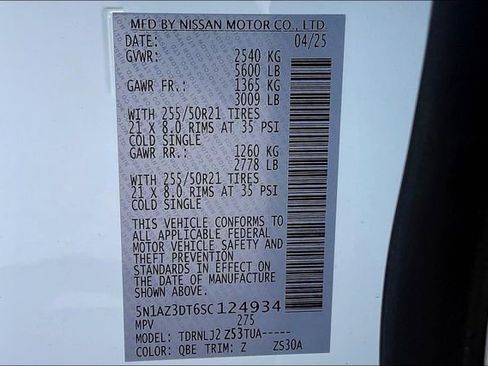 MFD BY NISSAN MOTOR CO., LTD.
DATE: 04/25
GVWR: 2540 KG
5600 LB
GAWR FR.: 1365 KG
3009 LB
WITH 255/50R21 TIRES
21 X 8.0 RIMS AT 35 PSI
COLD SINGLE
GAWR RR.: 1260 KG
2778 LB
WITH 255/50R21 TIRES
21 X 8.0 RIMS AT 35 PSI
COLD SINGLE
THIS VEHICLE CONFORMS TO
ALL APPLICABLE FEDERAL
MOTOR VEHICLE SAFETY AND
THEFT PREVENTION
STANDARDS IN EFFECT ON
THE DATE OF MANUFACTURE
SHOWN ABOVE.
5N1AZ3DT6SC124934
MPV 275
MODEL: TDRNLJ2 Z53TUA-----
COLOR: QBE TRIM: Z ZS30A